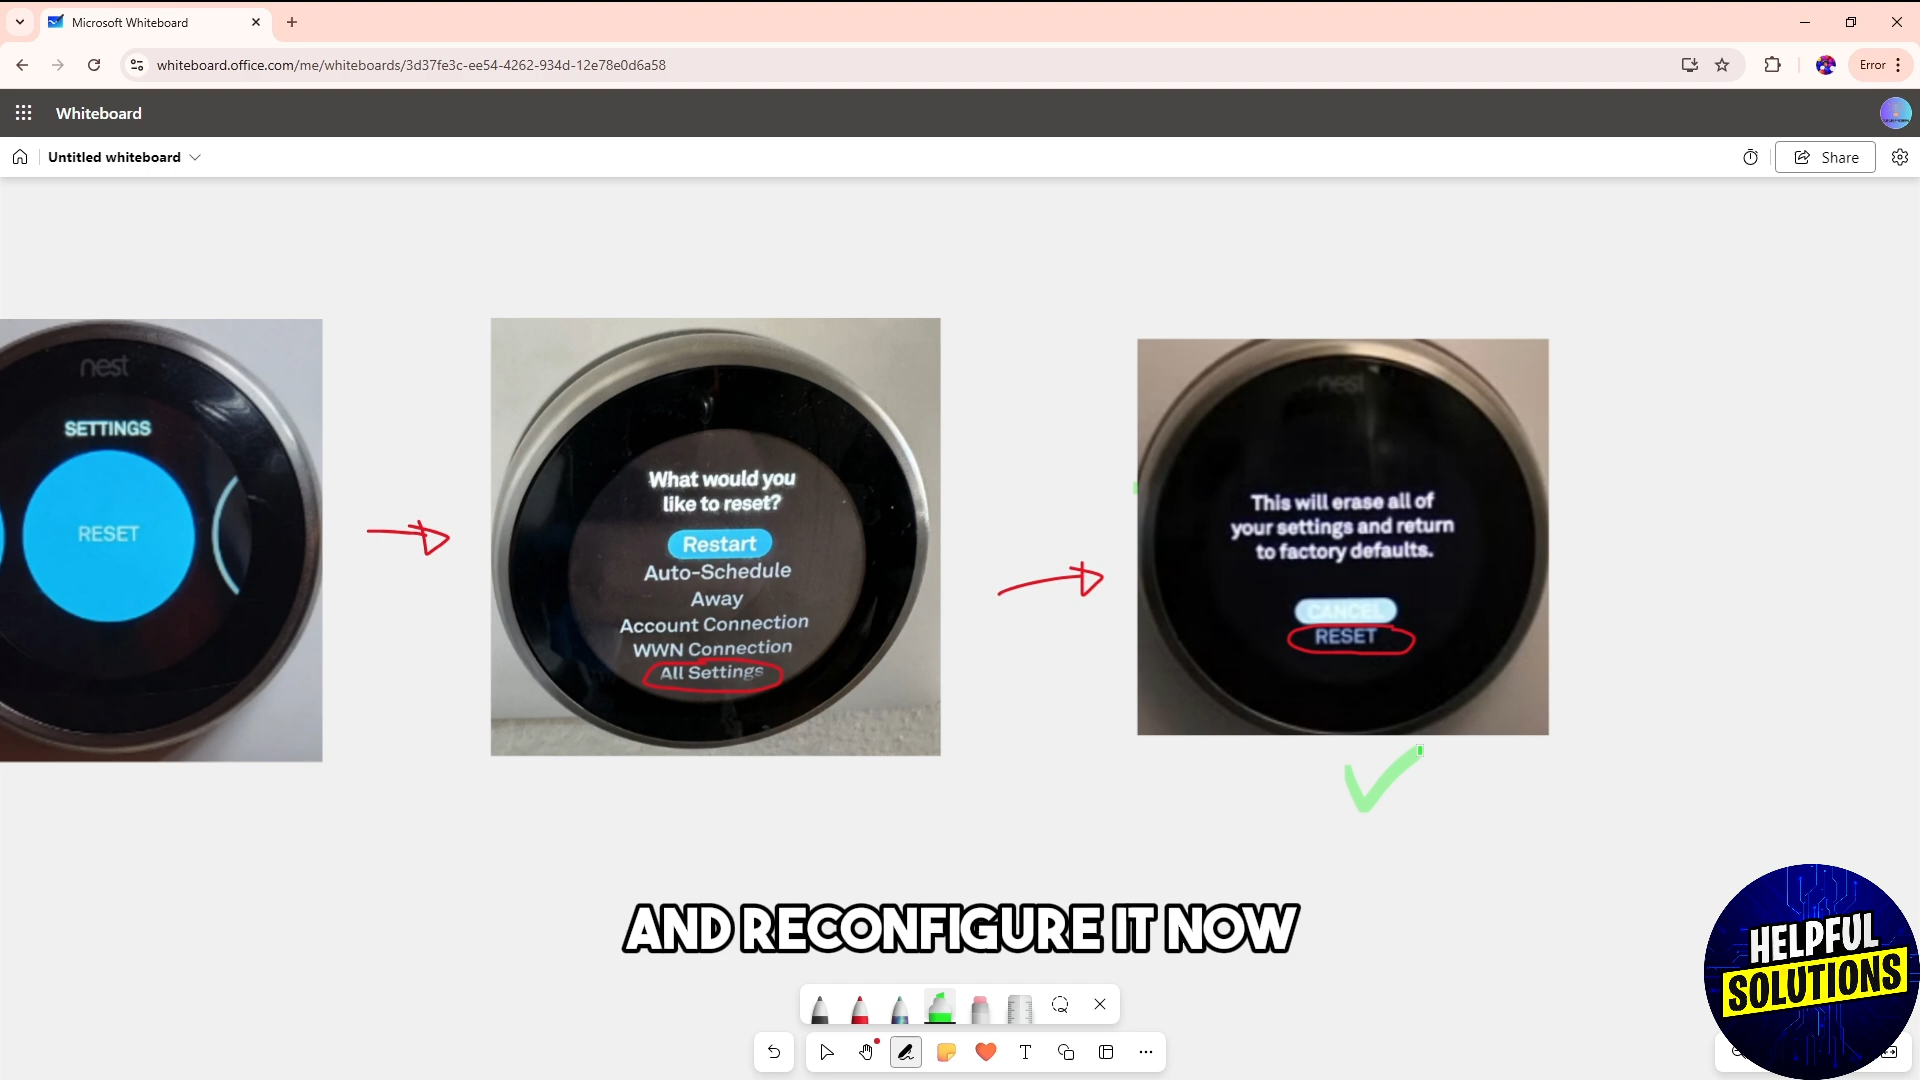 Microsoft Whiteboard
whiteboard.office.com/me/whiteboards/3d37fe3c-ee54-4262-934d-12e78e0d6a58
Error
Whiteboard
Untitled whiteboard
Share
nest
SETTINGS
RESET
What would you
like to reset?
Restart
Auto-Schedule
Away
Account Connection
WWN Connection
All Settings
nest
This will erase all of
your settings and return
to factory defaults.
CANCEL
RESET
AND RECONFIGURE IT NOW
HELPFUL
SOLUTIONS